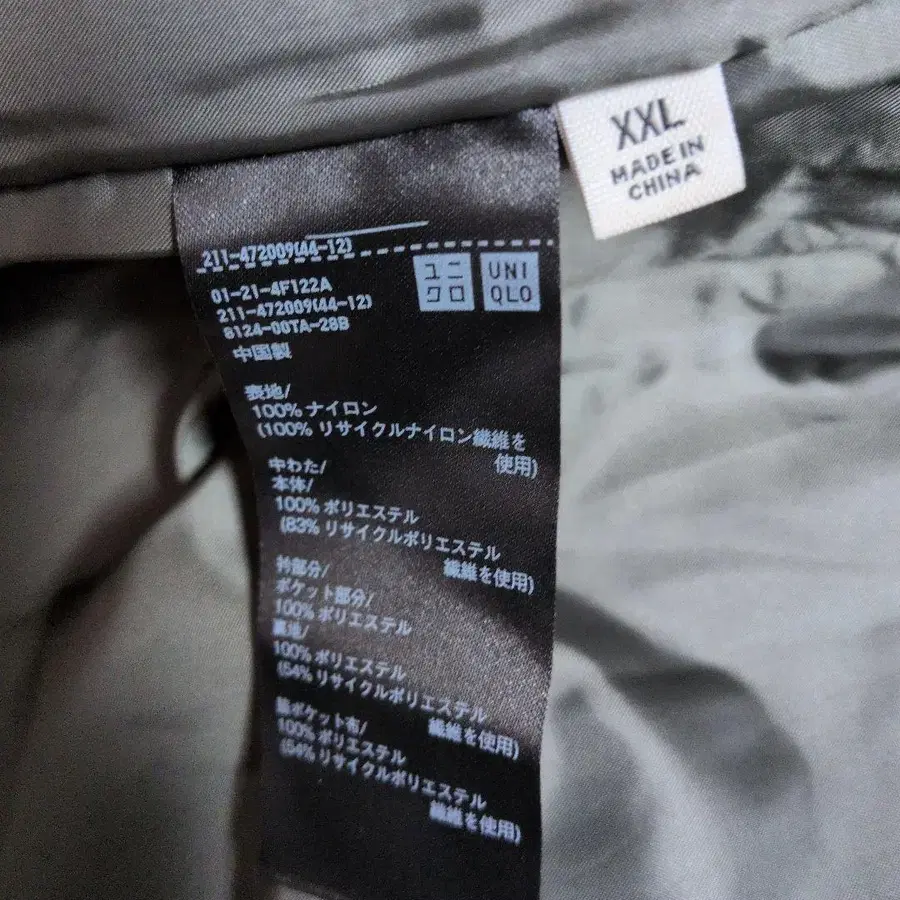 XXL
MADE IN
CHINA
211-472009(44-12)
ユニ
クロ
UNI
QLO
01-21-4F122A
211-472009(44-12)
8124-00TA-28B
中国製
表地/
100% ナイロン
(100% リサイクルナイロン繊維を
使用)
中わた/
本体/
100% ポリエステル
(83% リサイクルポリエステル
繊維を使用)
衿部分/
ポケット部分/
100% ポリエステル
裏地/
100% ポリエステル
(54% リサイクルポリエステル
繊維を使用)
脇ポケット布/
100% ポリエステル
(54% リサイクルポリエステル
繊維を使用)